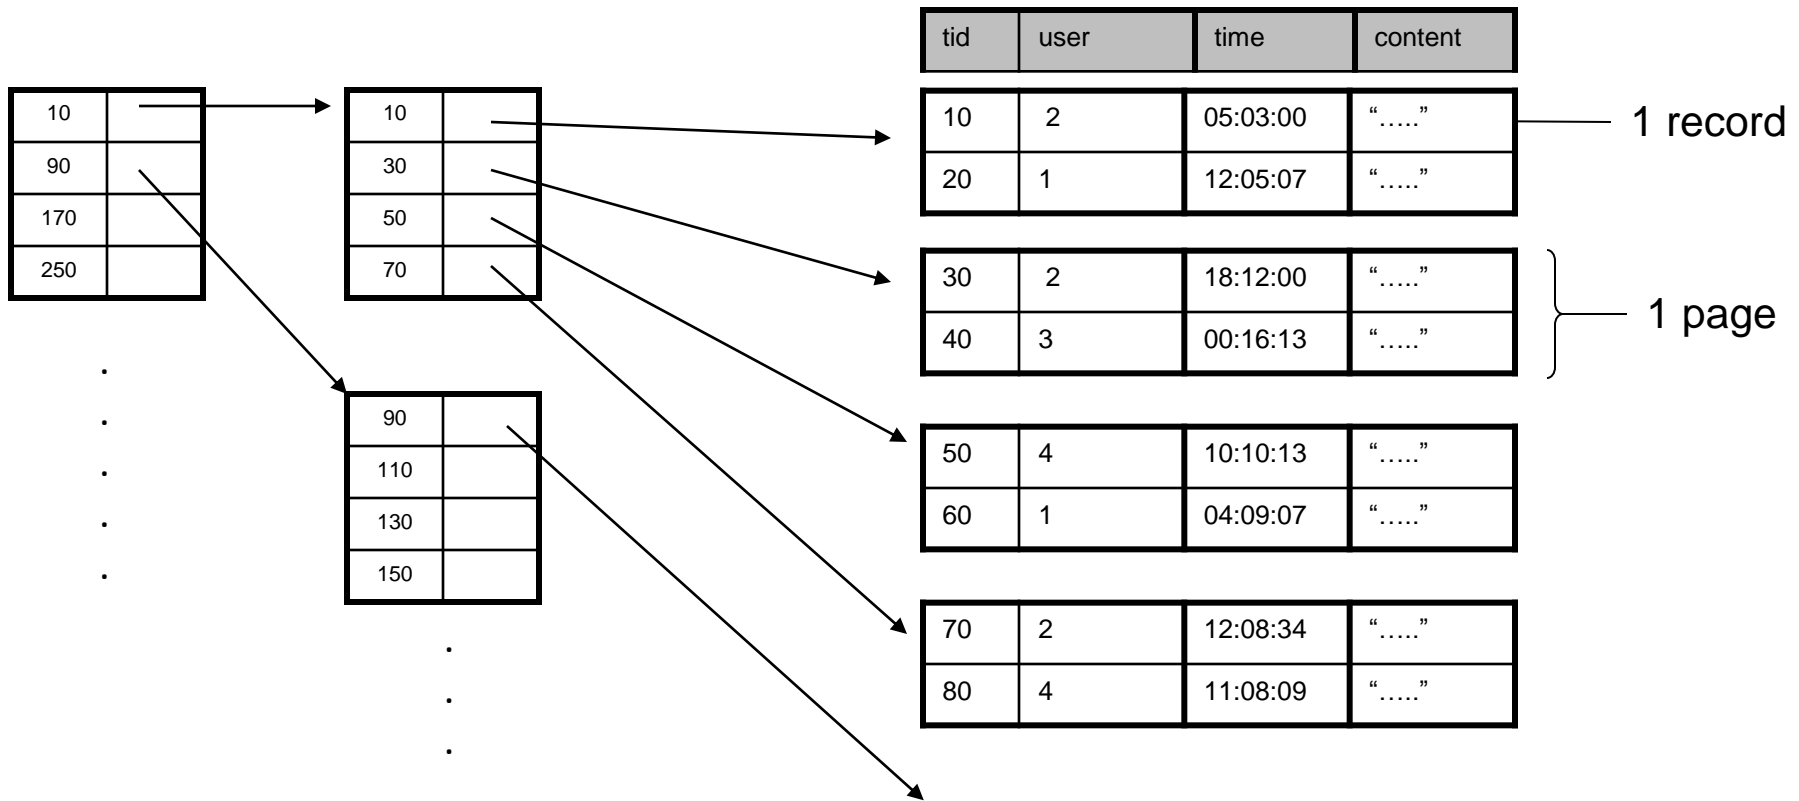 tid user time content
10
90
170
250
.
.
.
.
.
10
30
50
70
90
110
130
150
.
.
.
10 2 05:03:00 “…..”
20 1 12:05:07 “…..”
30 2 18:12:00 “…..”
40 3 00:16:13 “…..”
50 4 10:10:13 “…..”
60 1 04:09:07 “…..”
70 2 12:08:34 “…..”
80 4 11:08:09 “…..”
1 record
1 page